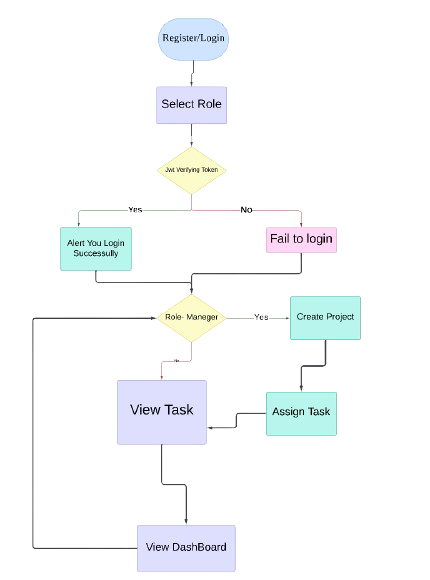 Register/Login
Select Role
Jwt Verifying Token
Yes
No
Alert You Login
Successully
Fail to login
Role- Maneger
Yes
Create Project
View Task
Assign Task
View DashBoard